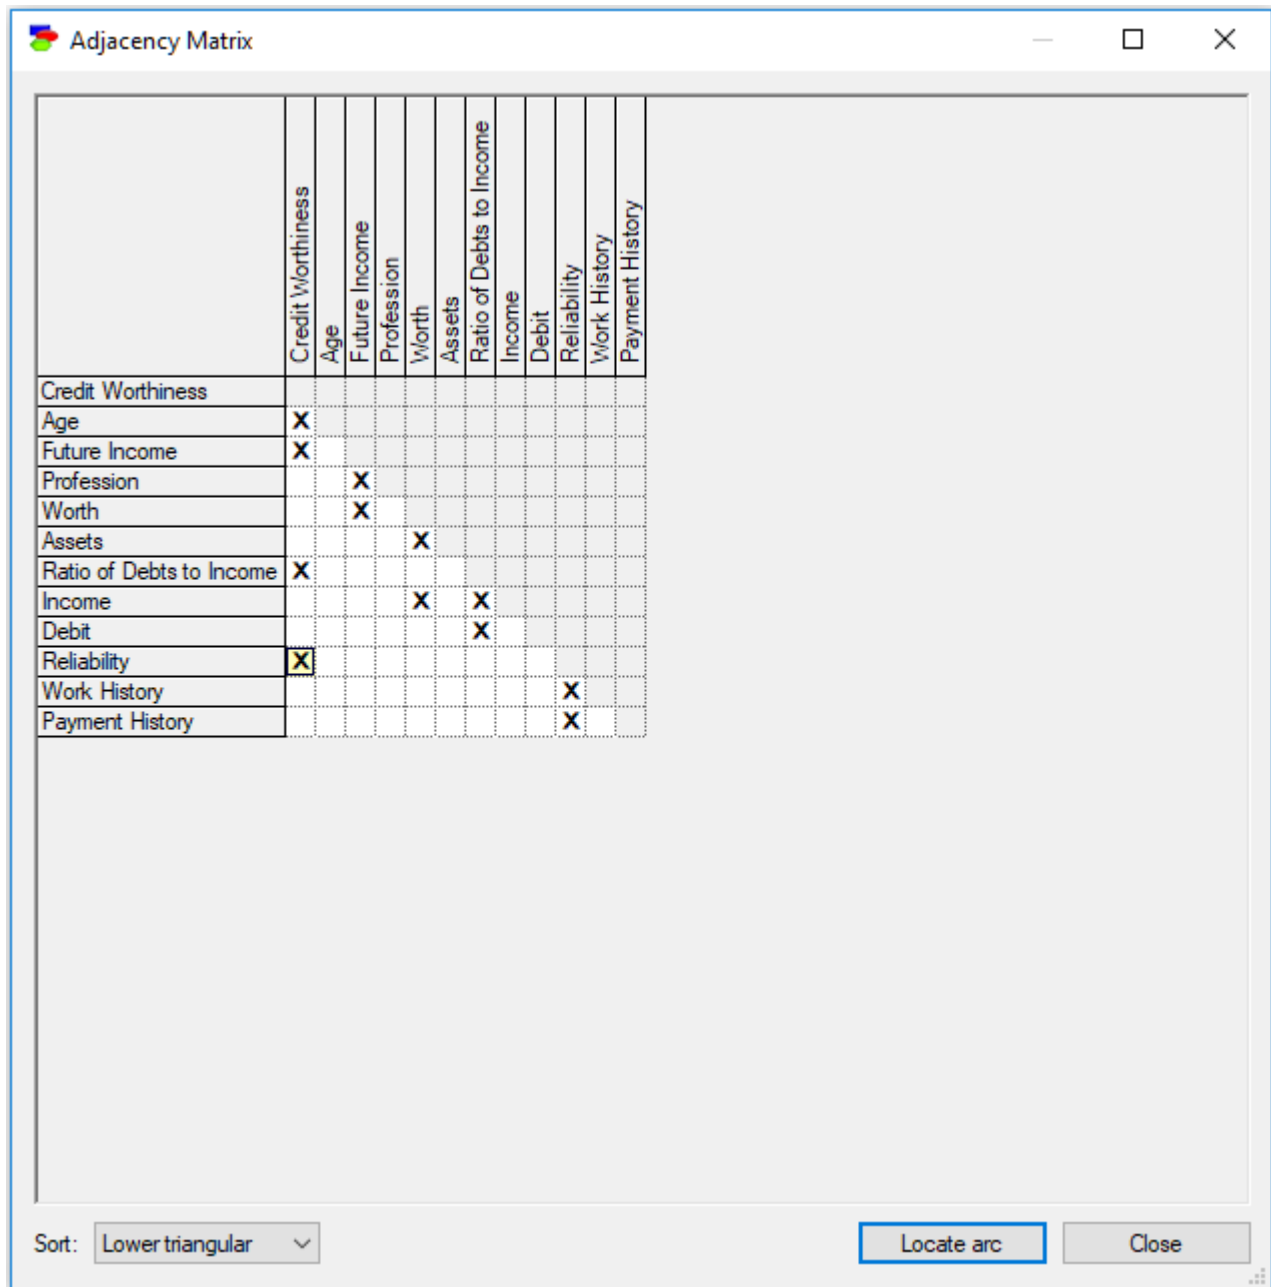 Adjacency Matrix
Credit Worthiness
Age
Future Income
Profession
Worth
Assets
Ratio of Debts to Income
Income
Debit
Reliability
Work History
Payment History
Credit Worthiness
Age X
Future Income X
Profession X
Worth X
Assets X
Ratio of Debts to Income X
Income X X
Debit X
Reliability X
Work History X
Payment History X
Sort: Lower triangular Locate arc Close